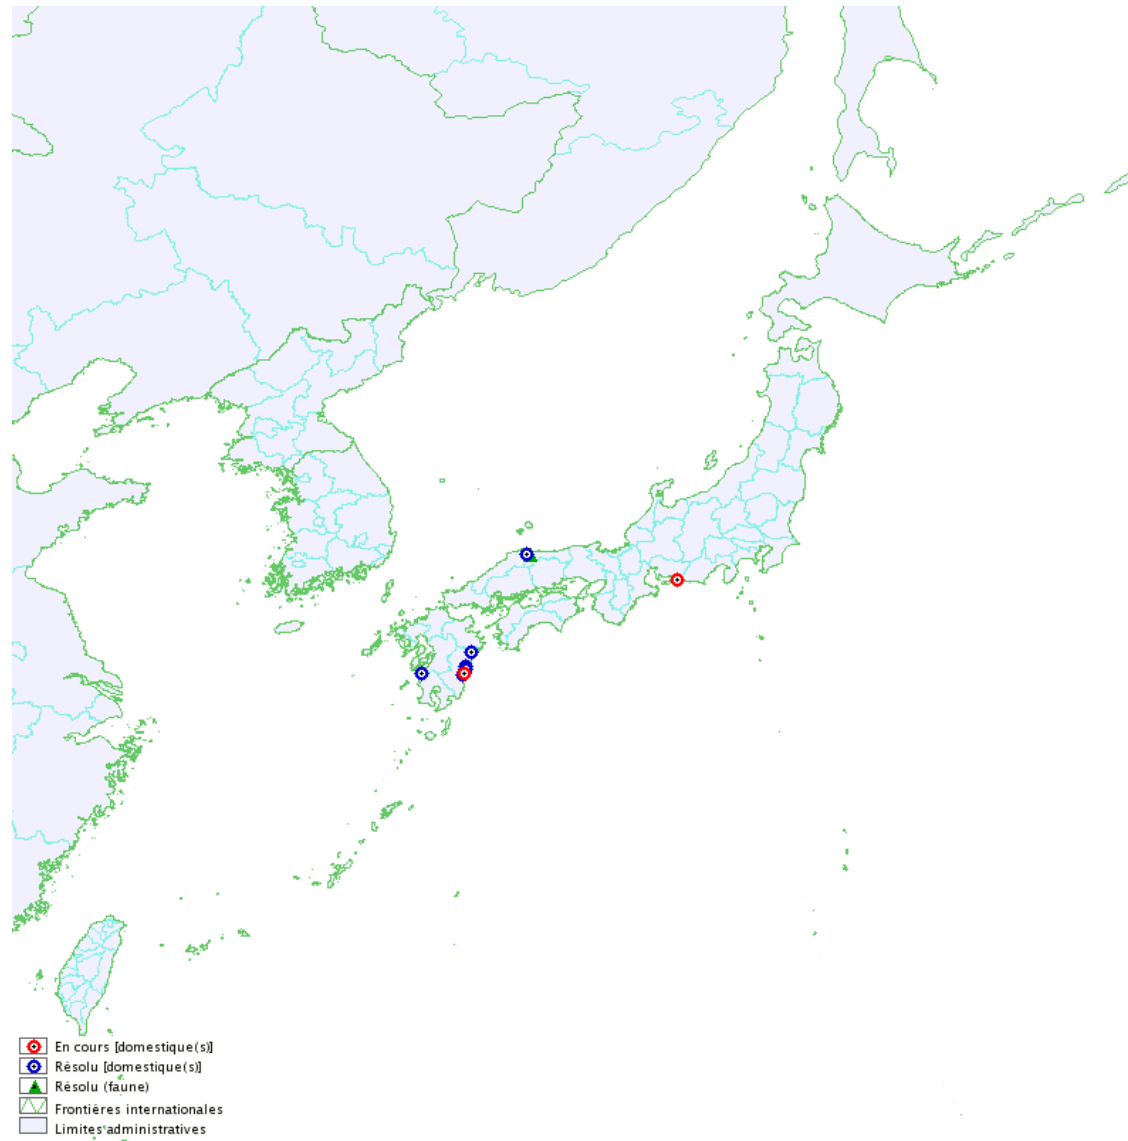 En cours [domestique(s)]
Résolu [domestique(s)]
Résolu (faune)
Frontières internationales
Limites administratives